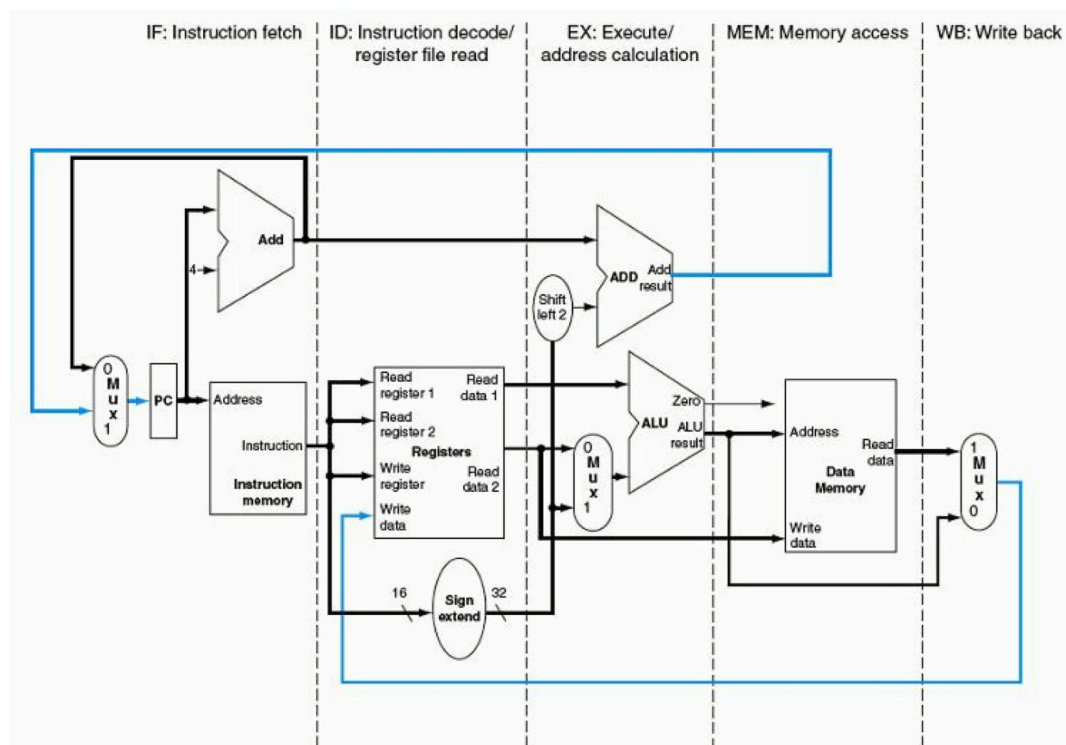 IF: Instruction fetch
ID: Instruction decode/
register file read
EX: Execute/
address calculation
MEM: Memory access
WB: Write back
Add
4
ADD
Add
result
Shift
left 2
0
M
u
x
1
PC
Address
Instruction
Instruction
memory
Read
register 1
Read
register 2
Write
register
Write
data
Registers
Read
data 1
Read
data 2
0
M
u
x
1
Zero
ALU
ALU
result
Address
Read
data
Data
Memory
Write
data
1
M
u
x
0
16
Sign
extend
32